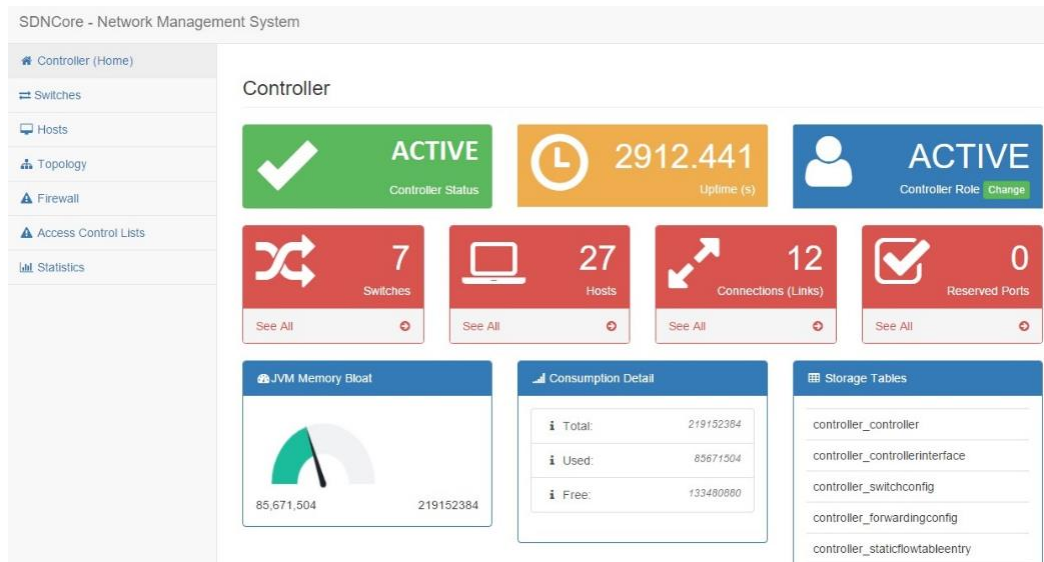 SDNCore - Network Management System
Controller (Home)
Switches
Hosts
Topology
Firewall
Access Control Lists
Statistics
Controller
ACTIVE
Controller Status
2912.441
Uptime (s)
ACTIVE
Controller Role Change
7
Switches
See All
27
Hosts
See All
12
Connections (Links)
See All
0
Reserved Ports
See All
JVM Memory Bloat
85,671,504 219152384
Consumption Detail
Total: 219152384
Used: 85671504
Free: 133480880
Storage Tables
controller_controller
controller_controllerinterface
controller_switchconfig
controller_forwardingconfig
controller_staticflowtableentry